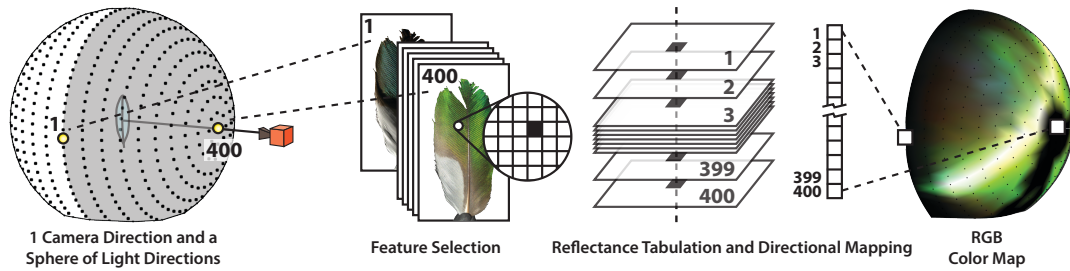 1
400
1 Camera Direction and a
Sphere of Light Directions
1
400
Feature Selection
1
2
3
399
400
1
2
3
399
400
Reflectance Tabulation and Directional Mapping
RGB
Color Map